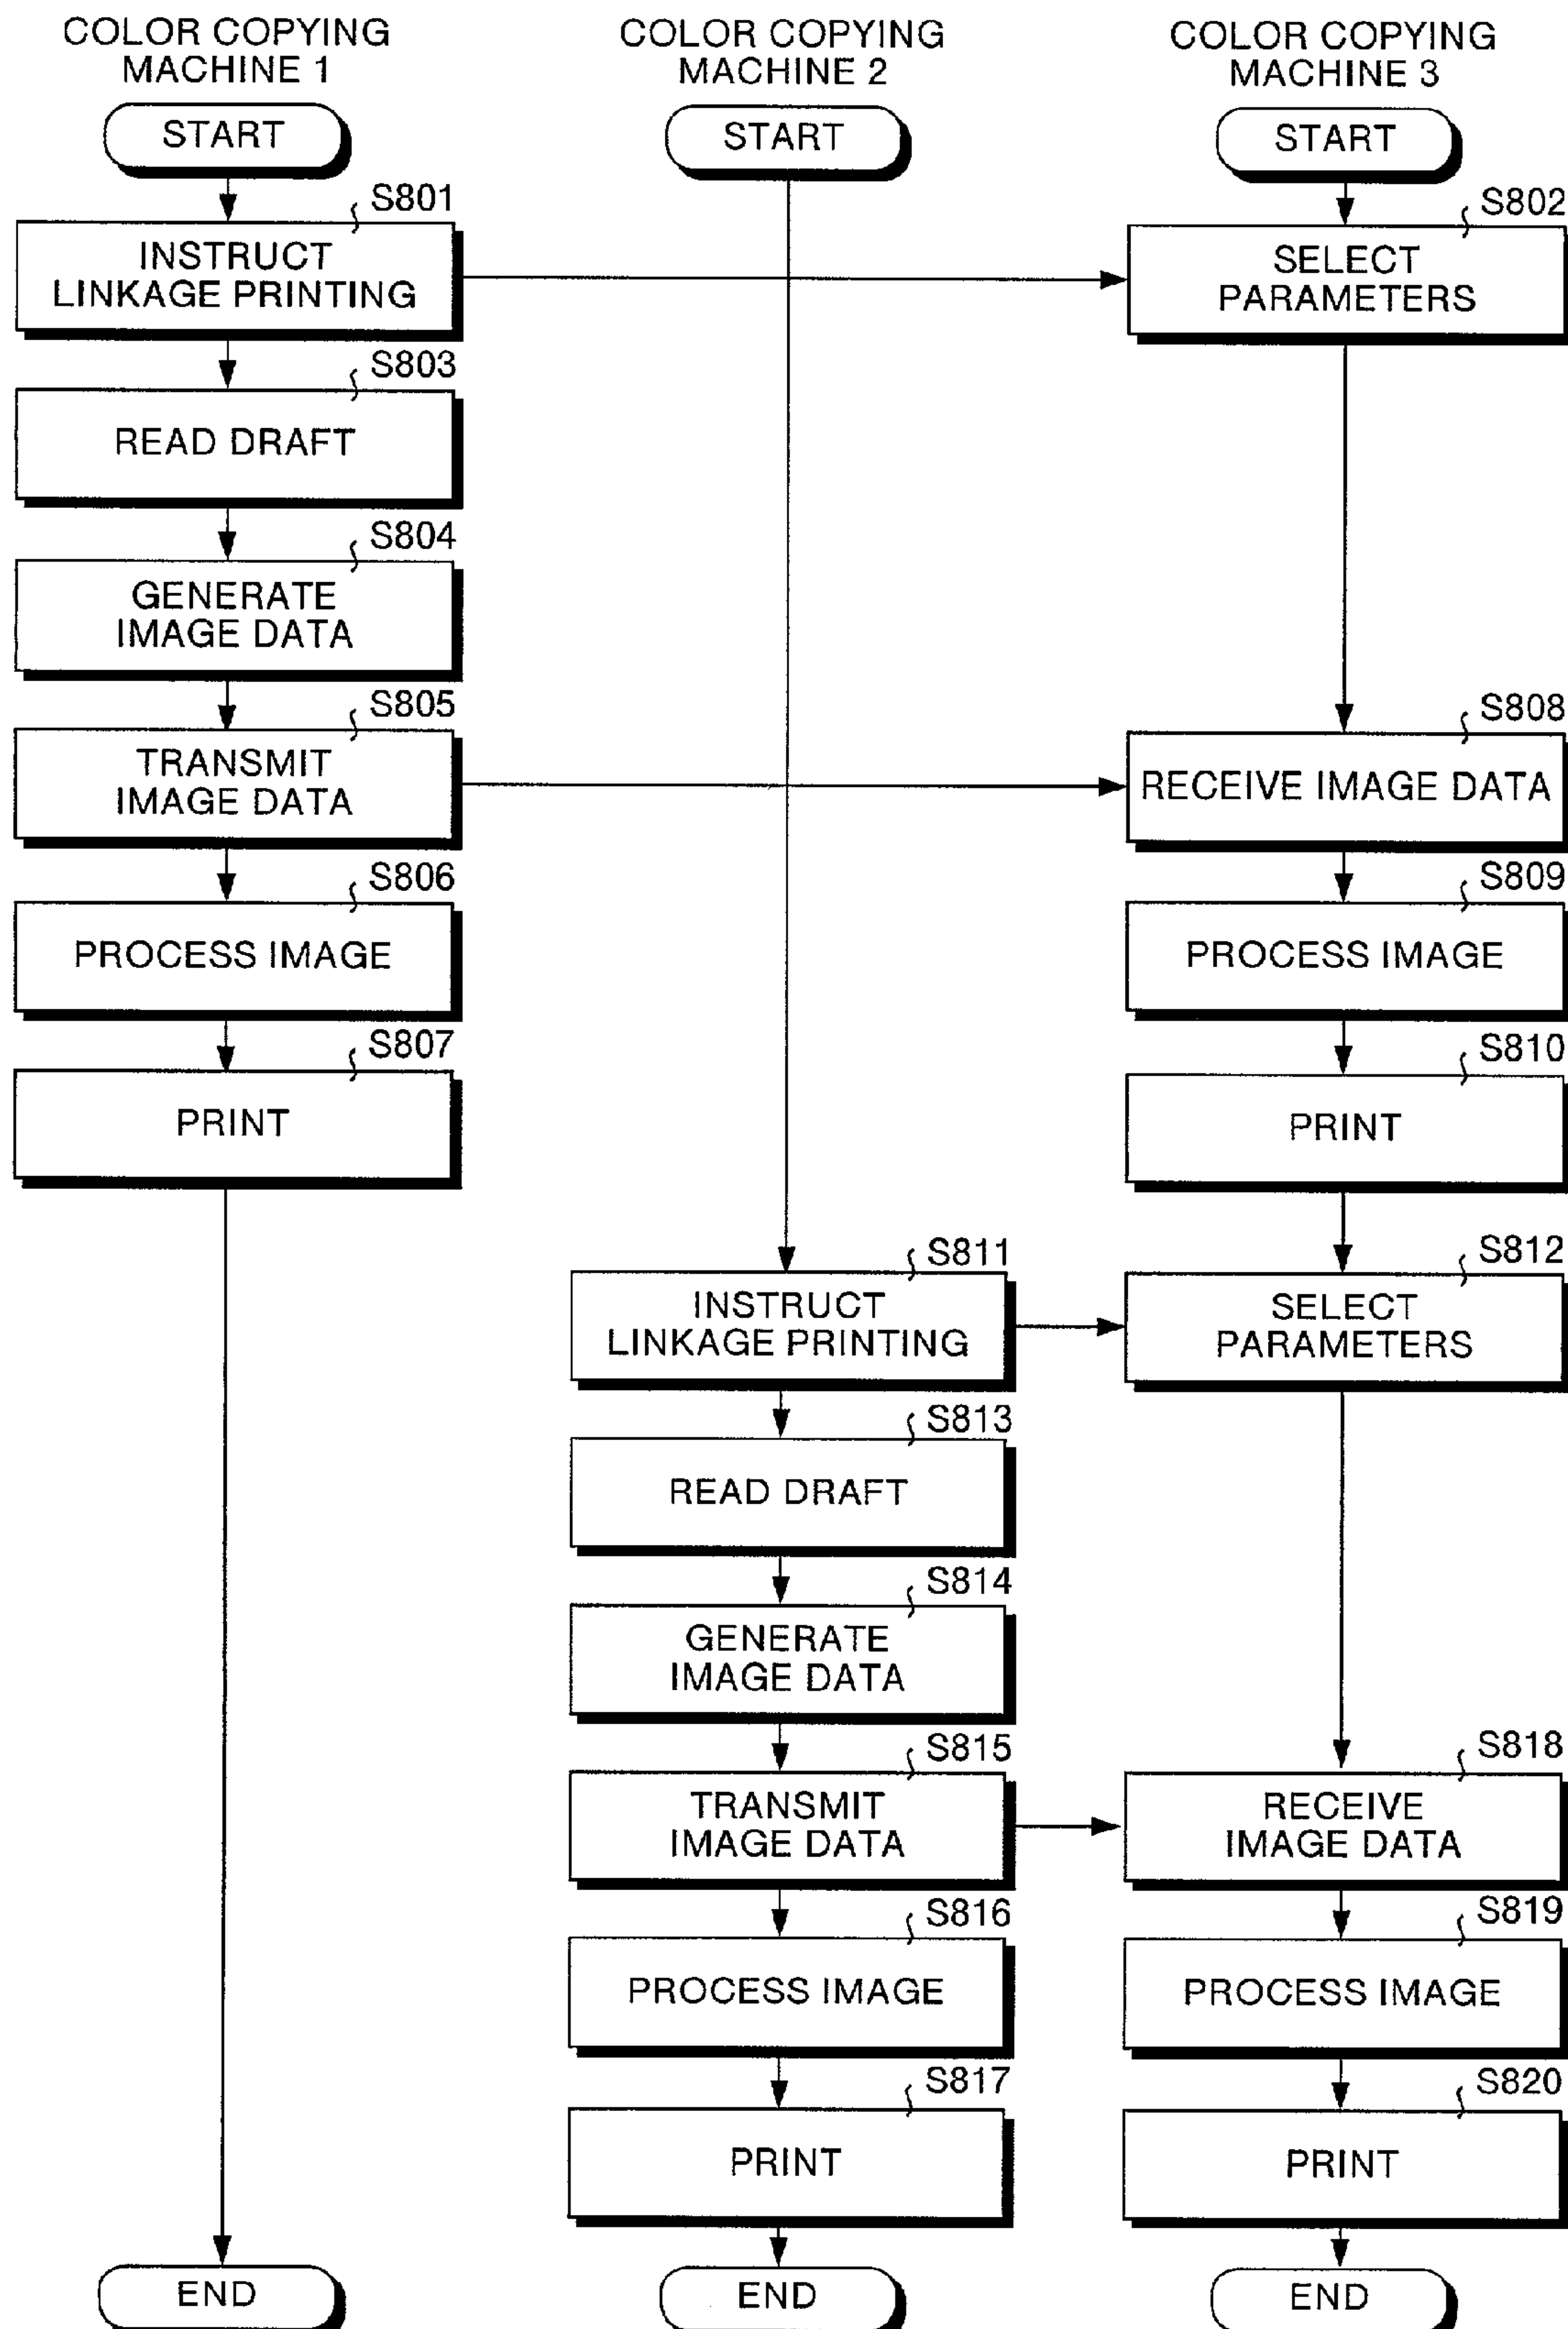 COLOR COPYING
MACHINE 1
COLOR COPYING
MACHINE 2
COLOR COPYING
MACHINE 3
START
START
START
S801
INSTRUCT
LINKAGE PRINTING
S802
SELECT
PARAMETERS
S803
READ DRAFT
S804
GENERATE
IMAGE DATA
S805
TRANSMIT
IMAGE DATA
S808
RECEIVE IMAGE DATA
S806
PROCESS IMAGE
S809
PROCESS IMAGE
S807
PRINT
S810
PRINT
S811
INSTRUCT
LINKAGE PRINTING
S812
SELECT
PARAMETERS
S813
READ DRAFT
S814
GENERATE
IMAGE DATA
S815
TRANSMIT
IMAGE DATA
S818
RECEIVE
IMAGE DATA
S816
PROCESS IMAGE
S819
PROCESS IMAGE
S817
PRINT
S820
PRINT
END
END
END